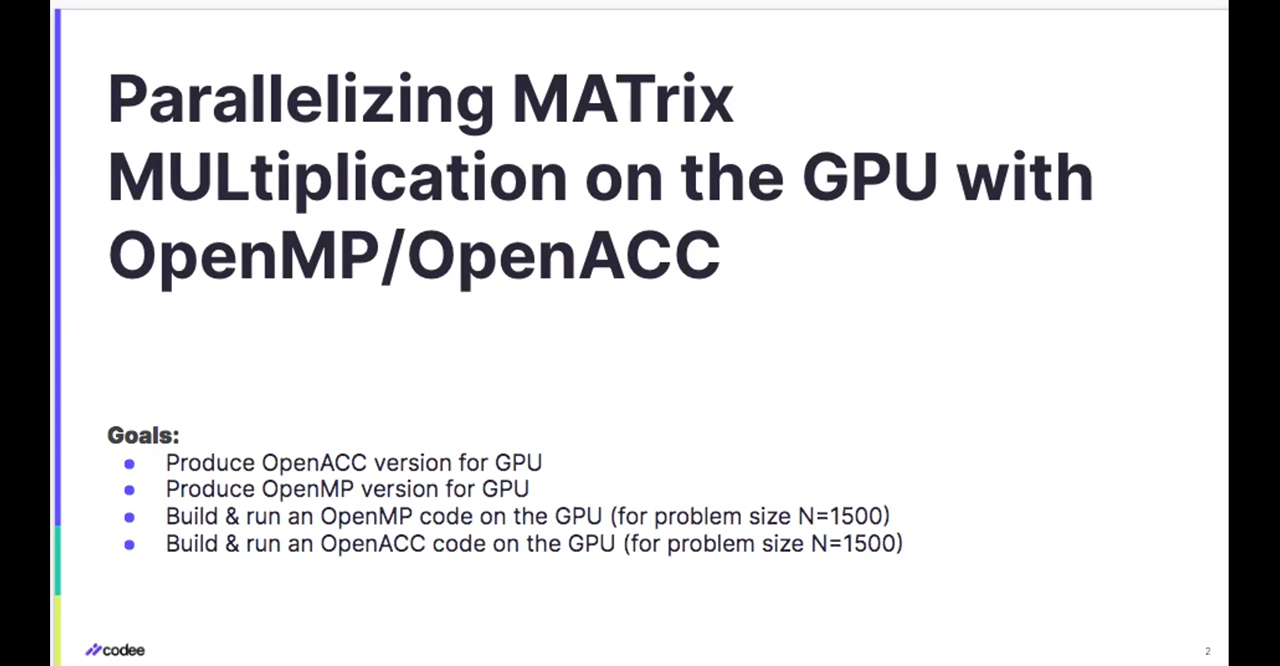 Parallelizing MATrix
MULtiplication on the GPU with
OpenMP/OpenACC
Goals:
● Produce OpenACC version for GPU
● Produce OpenMP version for GPU
● Build & run an OpenMP code on the GPU (for problem size N=1500)
● Build & run an OpenACC code on the GPU (for problem size N=1500)
codee
2